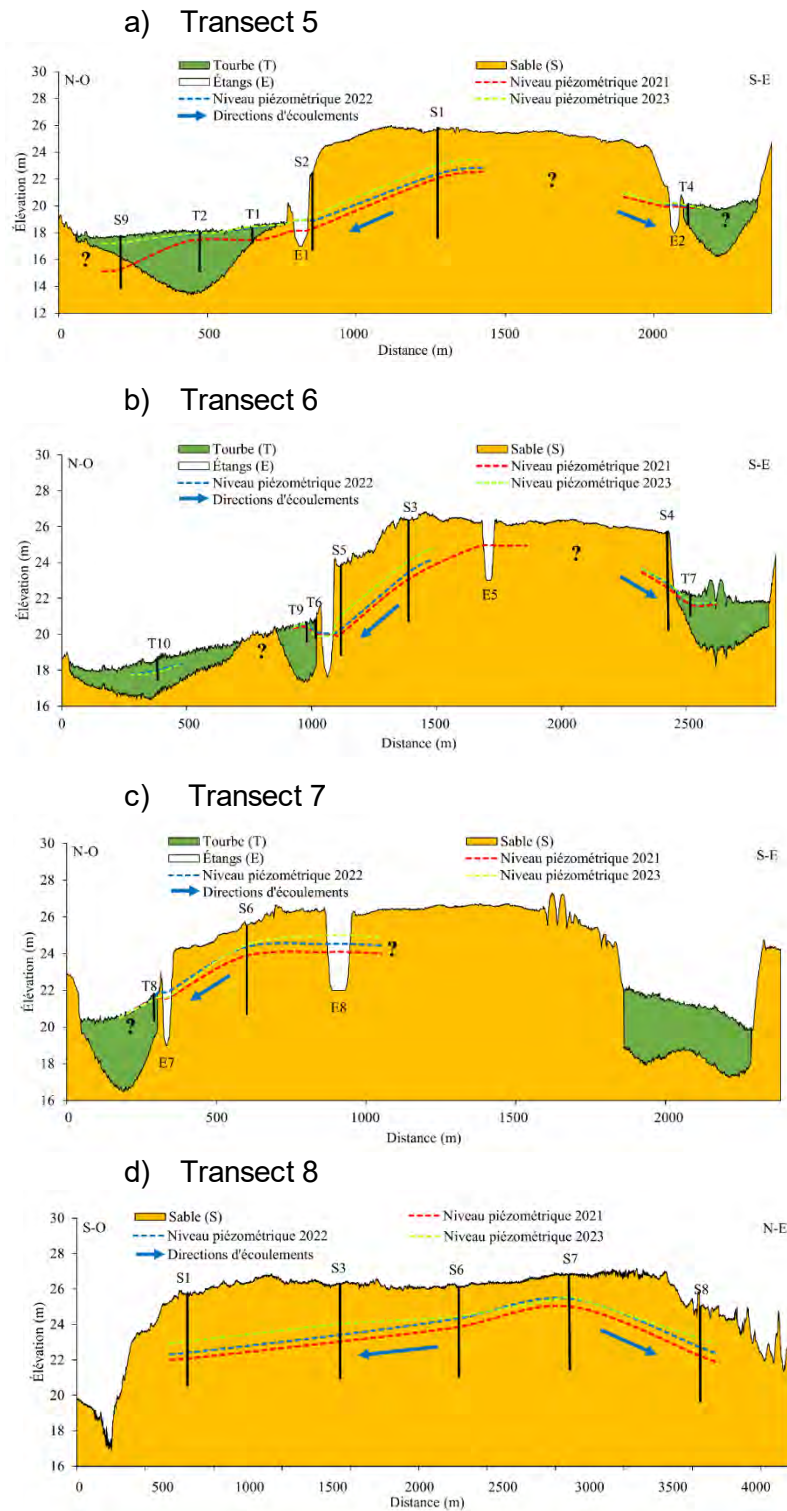 a) Transect 5
Tourbe (T) Sable (S)
N-O Étangs (E) Niveau piézométrique 2021 S-E
Niveau piézométrique 2022 Niveau piézométrique 2023
Directions d'écoulements
30
28
26
24
22
20
18
16
14
12
Élévation (m)
S9 T2 T1 S2 E1 S1 ? ? E2 T4 ?
0 500 1000 1500 2000
Distance (m)
b) Transect 6
Tourbe (T) Sable (S)
N-O Étangs (E) Niveau piézométrique 2021 S-E
Niveau piézométrique 2022 Niveau piézométrique 2023
Directions d'écoulements
30
28
26
24
22
20
18
16
Élévation (m)
T10 ? T9 T6 S5 S3 E5 ? S4 T7
0 500 1000 1500 2000 2500
Distance (m)
c) Transect 7
Tourbe (T) Sable (S)
N-O Étangs (E) Niveau piézométrique 2021 S-E
Niveau piézométrique 2022 Niveau piézométrique 2023
Directions d'écoulements
30
28
26
24
22
20
18
16
Élévation (m)
? T8 E7 S6 E8 ?
0 500 1000 1500 2000
Distance (m)
d) Transect 8
Sable (S) Niveau piézométrique 2021
S-O Niveau piézométrique 2022 Niveau piézométrique 2023 N-E
Directions d'écoulements
30
28
26
24
22
20
18
16
Élévation (m)
S1 S3 S6 S7 S8
0 500 1000 1500 2000 2500 3000 3500 4000
Distance (m)